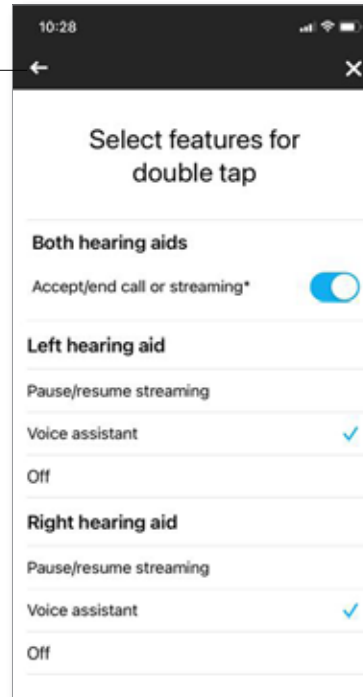 10:28
Select features for
double tap
Both hearing aids
Accept/end call or streaming*
Left hearing aid
Pause/resume streaming
Voice assistant
Off
Right hearing aid
Pause/resume streaming
Voice assistant
Off